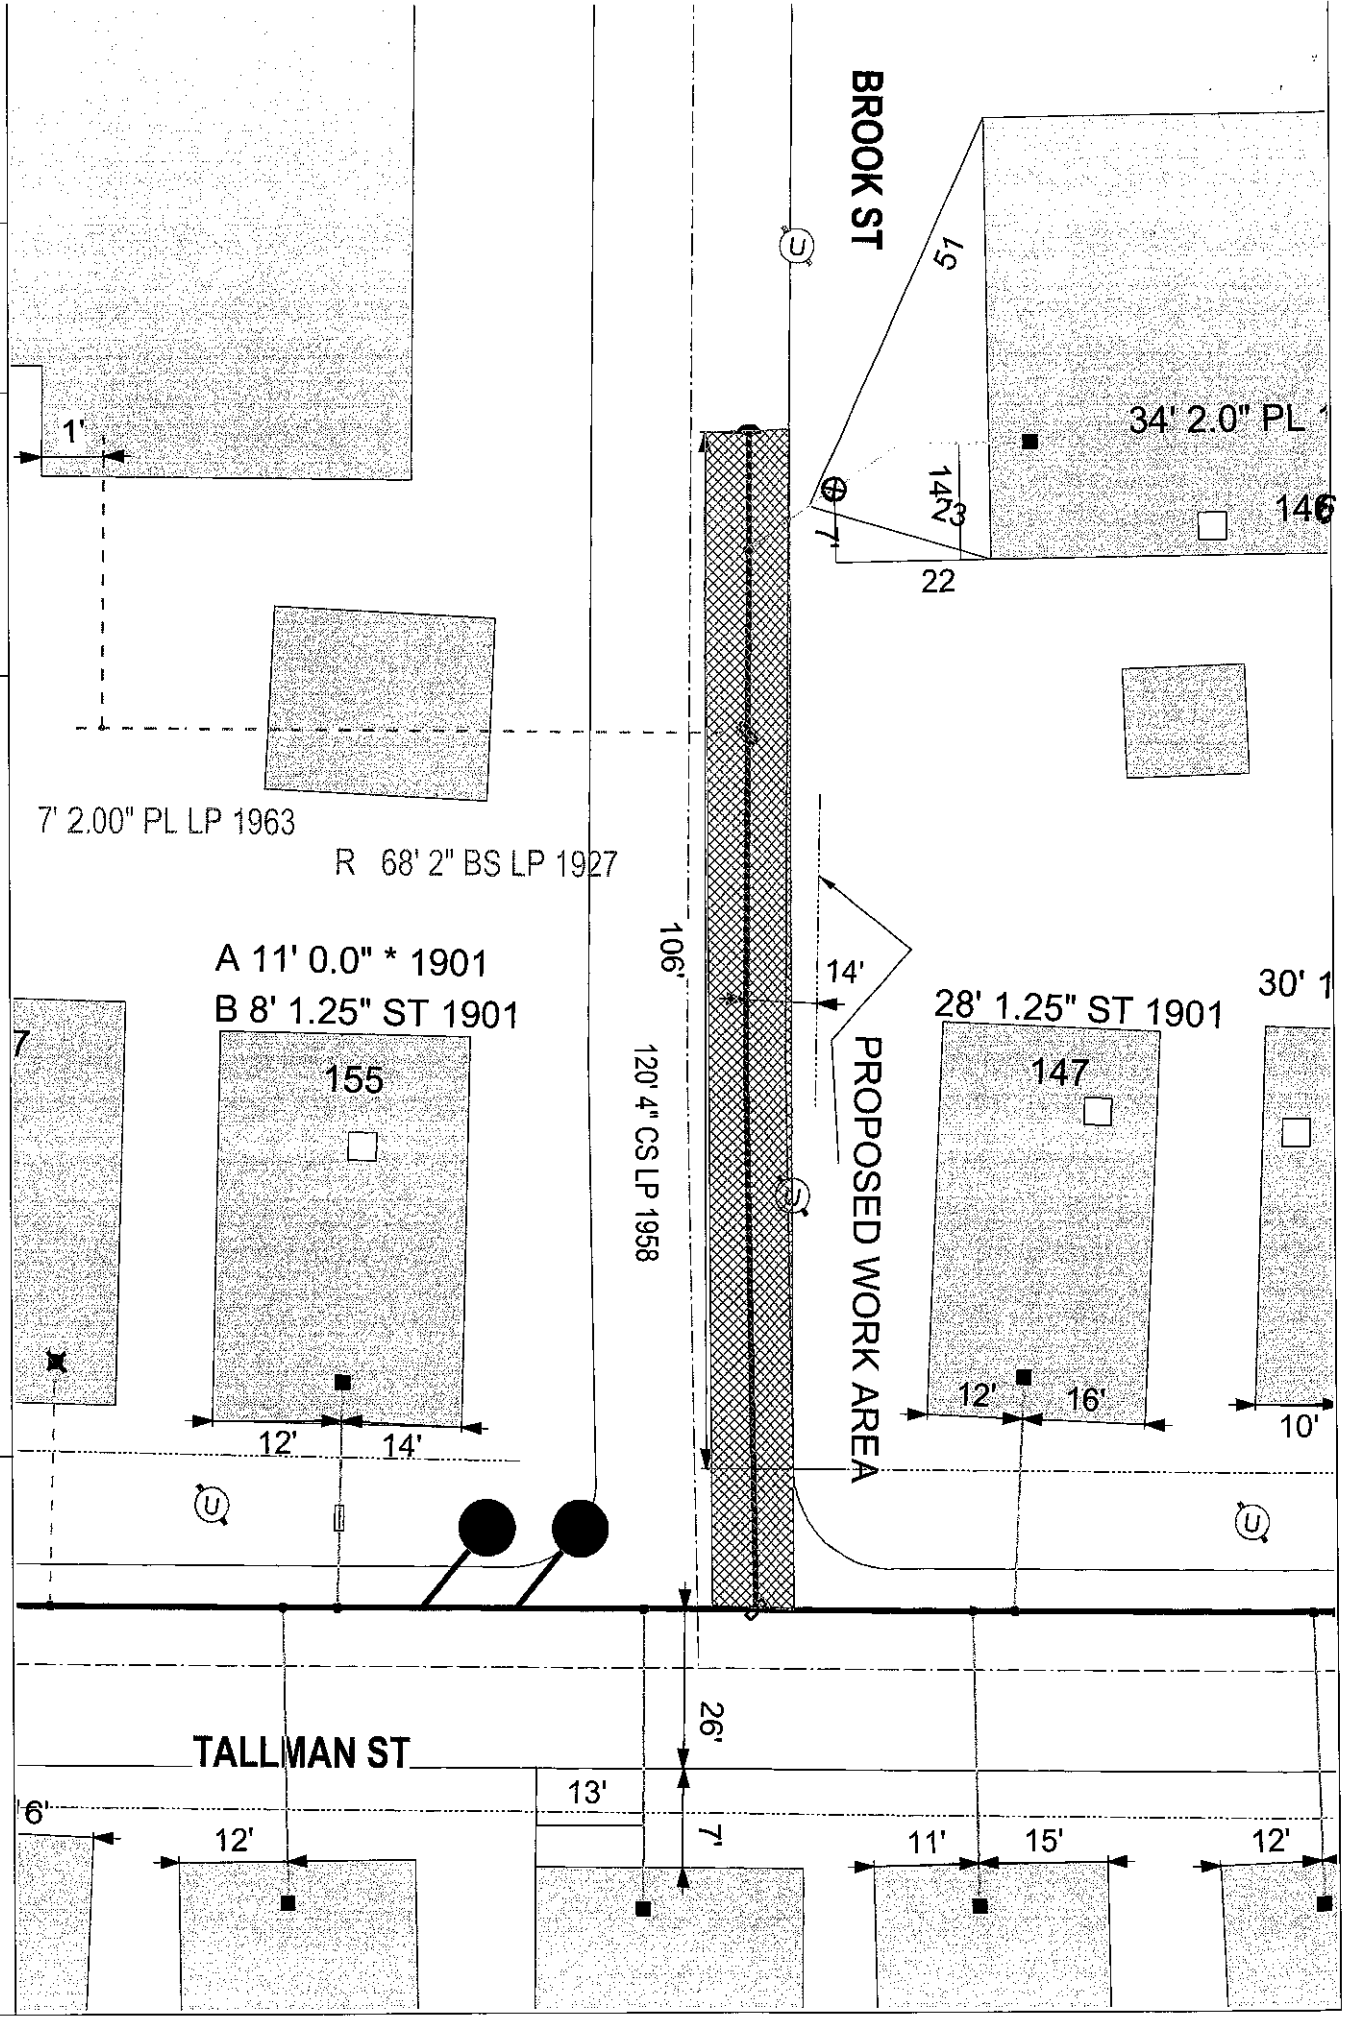 BROOK ST
51
34' 2.0" PL
1'
14'
23
146
7'
22
7' 2.00" PL LP 1963
R 68' 2" BS LP 1927
106'
14'
A 11' 0.0" * 1901
B 8' 1.25" ST 1901
28' 1.25" ST 1901
30' 1
7
155
147
120' 4" CS LP 1958
PROPOSED WORK AREA
12'
14'
12'
16'
10'
U
U
U
U
26'
TALLMAN ST
13'
6'
12'
7'
11'
15'
12'